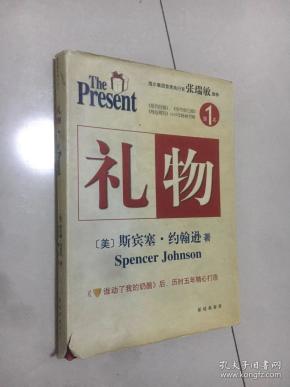 The
Present
海尔集团首席执行官 张瑞敏 推荐
第1名
礼物
〔美〕斯宾塞·约翰逊 著
Spencer Johnson
《谁动了我的奶酪》后，历时五年精心打造
礼物
孔夫子旧书网